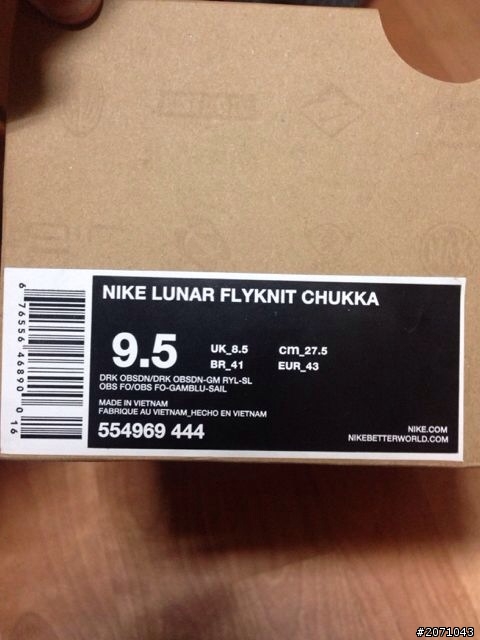 NIKE LUNAR FLYKNIT CHUKKA
9.5 UK_8.5 cm_27.5
BR_41 EUR_43
DRK OBSDN/DRK OBSDN-GM RYL-SL
OBS FO/OBS FO-GAMBLU-SAIL
MADE IN VIETNAM
FABRIQUE AU VIETNAM_HECHO EN VIETNAM
554969 444
NIKE.COM
NIKEBETTERWORLD.COM
6 76556 46890 0 16
#2071043